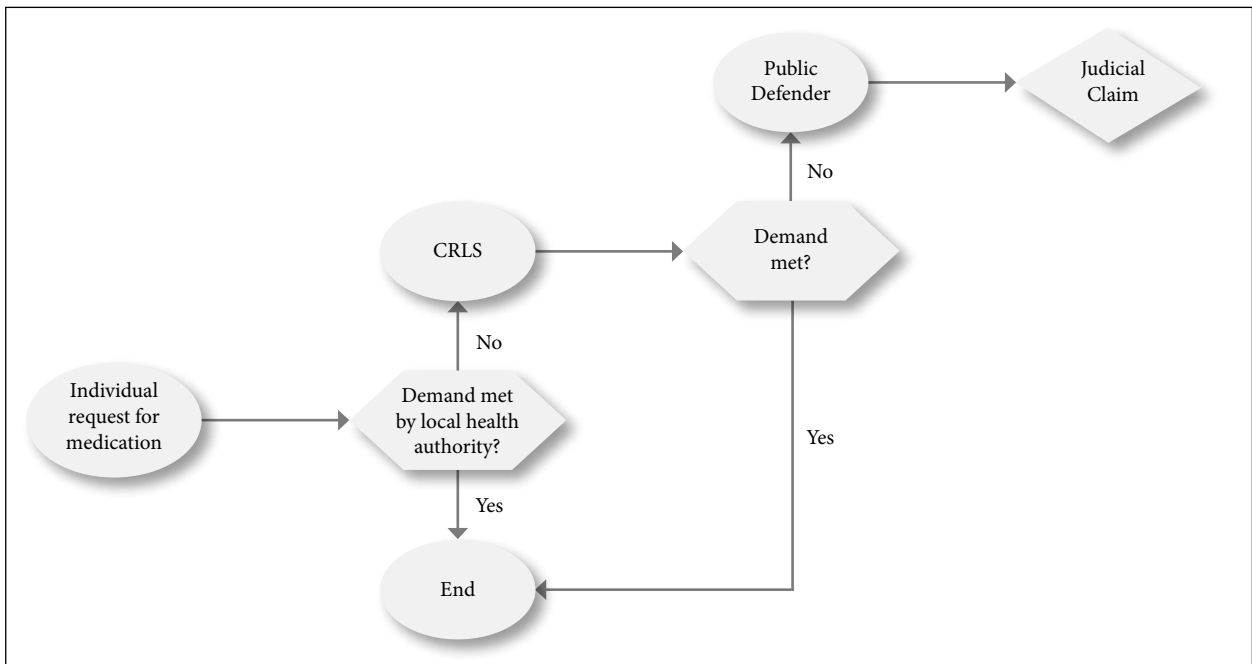 Public
Defender
Judicial
Claim
No
CRLS
Demand
met?
No
Individual
request for
medication
Demand met
by local health
authority?
Yes
Yes
End